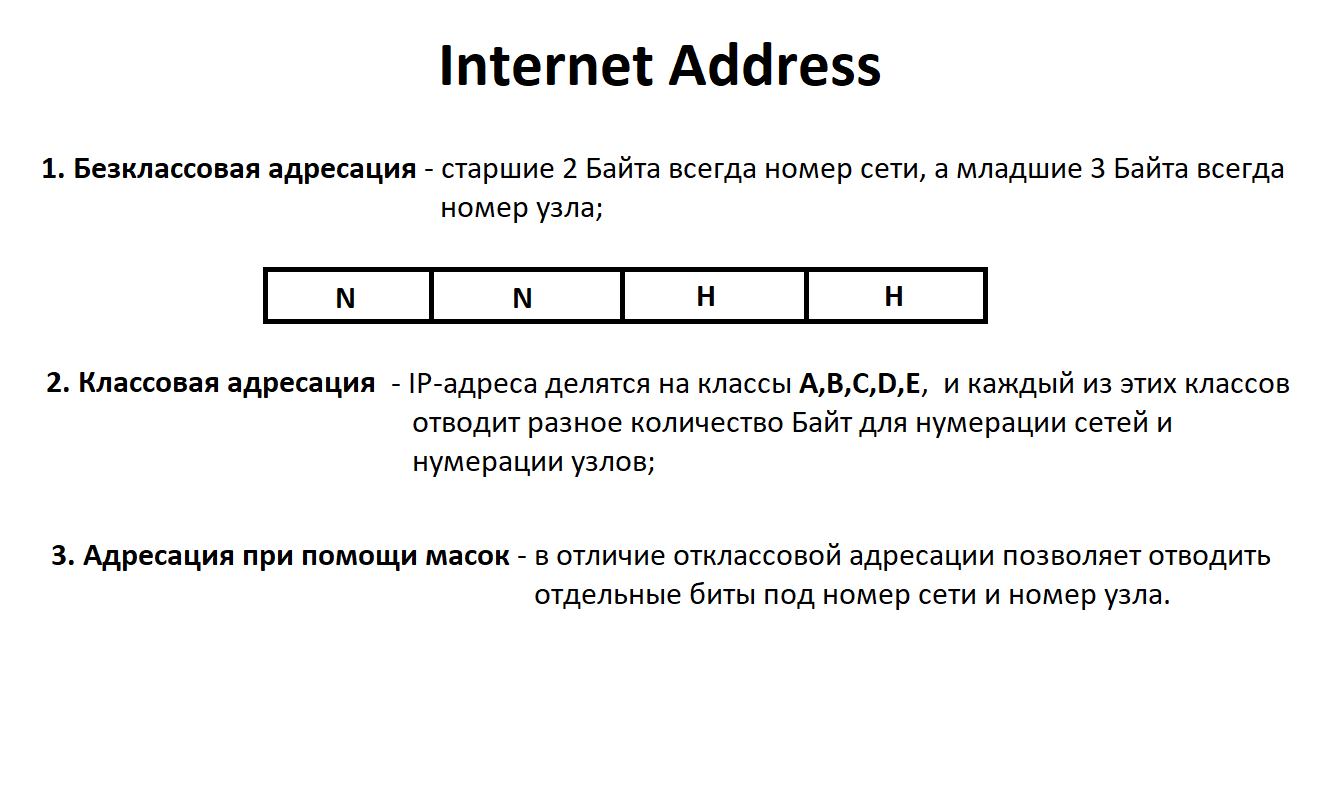 Internet Address
1. Безклассовая адресация - старшие 2 Байта всегда номер сети, а младшие 3 Байта всегда
номер узла;
N N H H
2. Классовая адресация - IP-адреса делятся на классы A,B,C,D,E, и каждый из этих классов
отводит разное количество Байт для нумерации сетей и
нумерации узлов;
3. Адресация при помощи масок - в отличие отклассовой адресации позволяет отводить
отдельные биты под номер сети и номер узла.